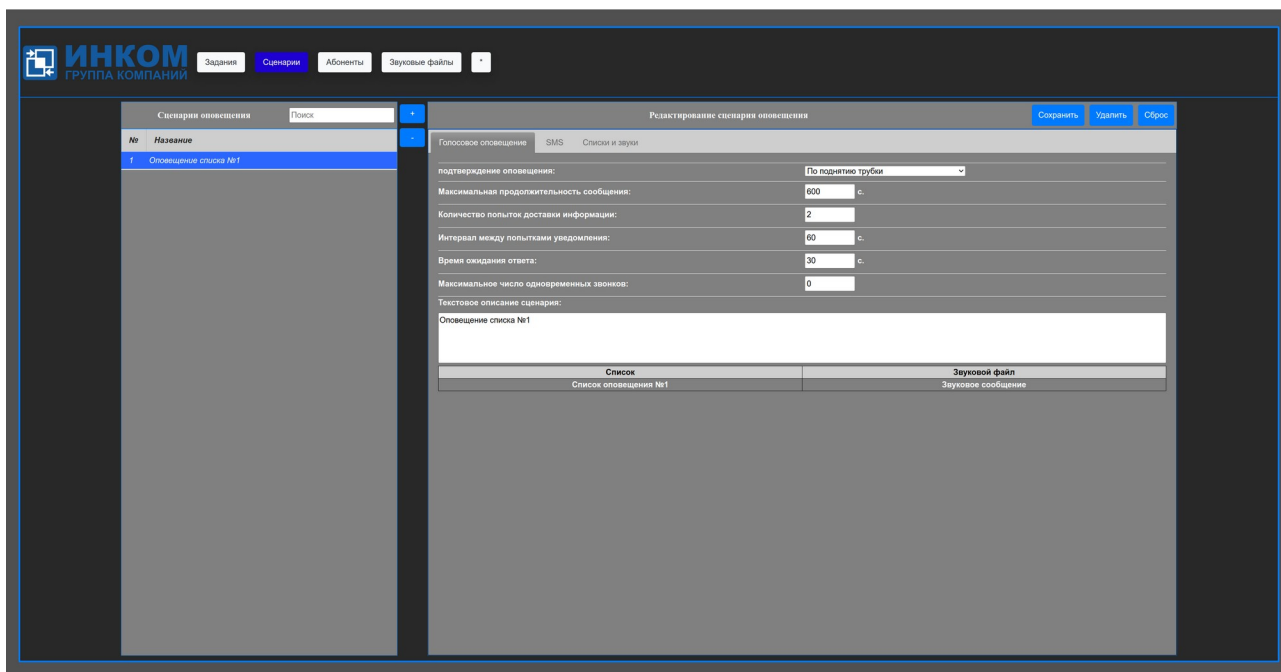 ИНКОМ
ГРУППА КОМПАНИЙ
Задания Сценарии Абоненты Звуковые файлы *
Сценарии оповещения Поиск +
№ Название -
1 Оповещение списка №1
Редактирование сценария оповещения Сохранить Удалить Сброс
Голосовое оповещение SMS Списки и звуки
подтверждение оповещения: По поднятию трубки
Максимальная продолжительность сообщения: 600 с.
Количество попыток доставки информации: 2
Интервал между попытками уведомления: 60 с.
Время ожидания ответа: 30 с.
Максимальное число одновременных звонков: 0
Текстовое описание сценария:
Оповещение списка №1
Список Звуковой файл
Список оповещения №1 Звуковое сообщение